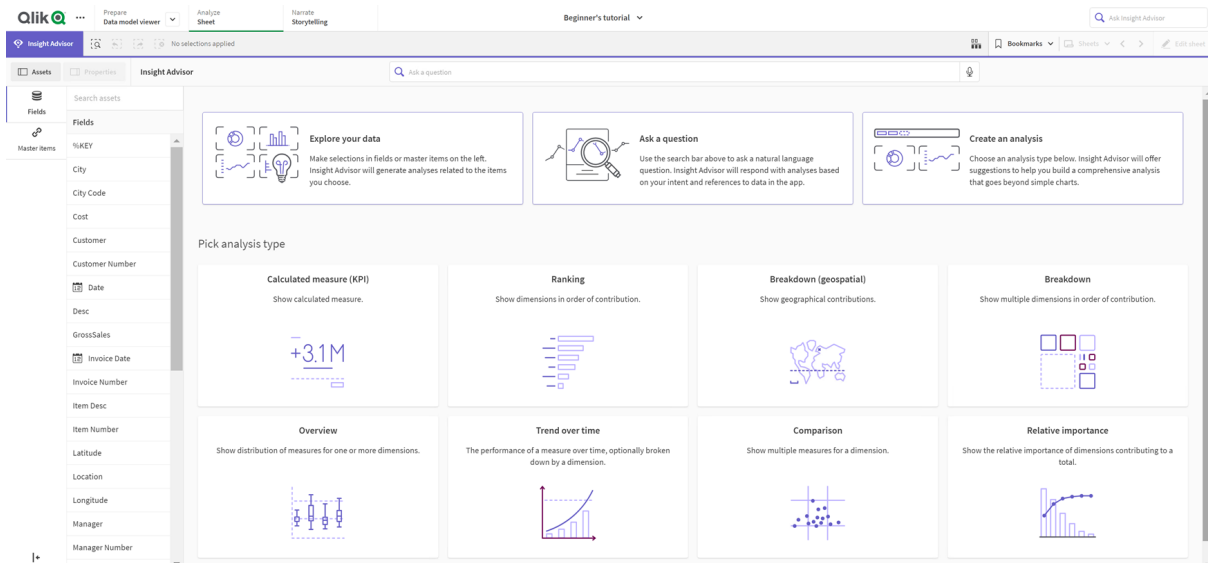 Qlik
Prepare
Data model viewer
Analyze
Sheet
Narrate
Storytelling
Beginner's tutorial
Ask Insight Advisor
Insight Advisor
No selections applied
Bookmarks
Sheets
Edit sheet
Assets
Properties
Insight Advisor
Ask a question
Fields
Master items
Search assets
Fields
%KEY
City
City Code
Cost
Customer
Customer Number
Date
Desc
GrossSales
Invoice Date
Invoice Number
Item Desc
Item Number
Latitude
Location
Longitude
Manager
Manager Number
Explore your data
Make selections in fields or master items on the left.
Insight Advisor will generate analyses related to the items
you choose.
Ask a question
Use the search bar above to ask a natural language
question. Insight Advisor will respond with analyses based
on your intent and references to data in the app.
Create an analysis
Choose an analysis type below. Insight Advisor will offer
suggestions to help you build a comprehensive analysis
that goes beyond simple charts.
Pick analysis type
Calculated measure (KPI)
Show calculated measure.
+3.1M
Ranking
Show dimensions in order of contribution.
Breakdown (geospatial)
Show geographical contributions.
Breakdown
Show multiple dimensions in order of contribution.
Overview
Show distribution of measures for one or more dimensions.
Trend over time
The performance of a measure over time, optionally broken
down by a dimension.
Comparison
Show multiple measures for a dimension.
Relative importance
Show the relative importance of dimensions contributing to a
total.